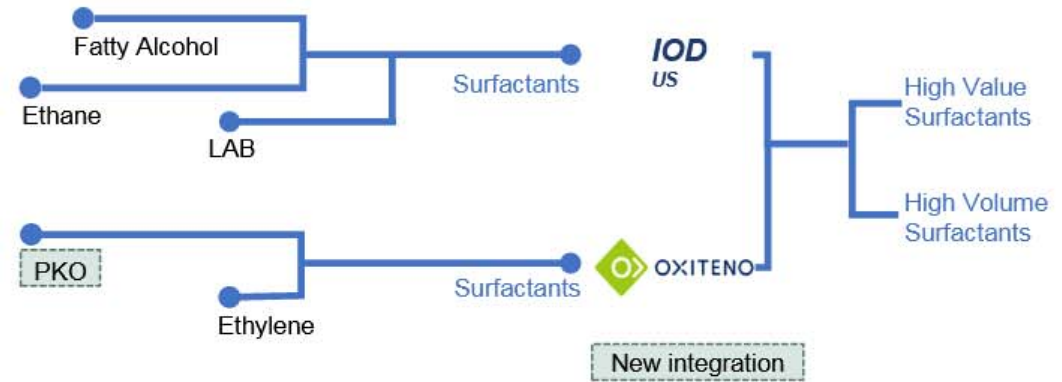 Fatty Alcohol
Ethane
LAB
Surfactants
IOD
US
High Value
Surfactants
High Volume
Surfactants
PKO
Ethylene
Surfactants
OXITENO
New integration